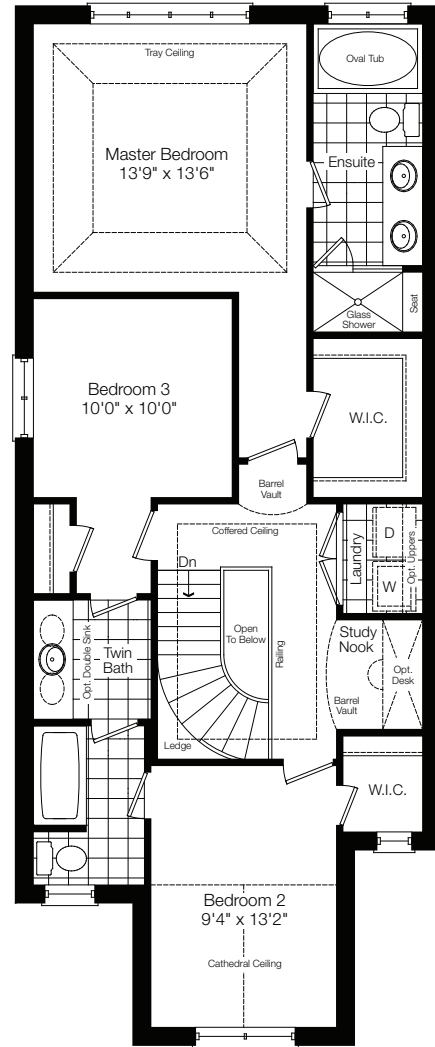 Tray Ceiling
Oval Tub
Master Bedroom
13'9" x 13'6"
Ensuite
Glass
Shower
Seat
Bedroom 3
10'0" x 10'0"
W.I.C.
Barrel
Vault
Coffered Ceiling
Laundry
D
W
Opt. Uppers
Dn
Open
To Below
Railing
Opt. Double Sink
Twin
Bath
Study
Nook
Opt.
Desk
Barrel
Vault
Ledge
W.I.C.
Bedroom 2
9'4" x 13'2"
Cathedral Ceiling